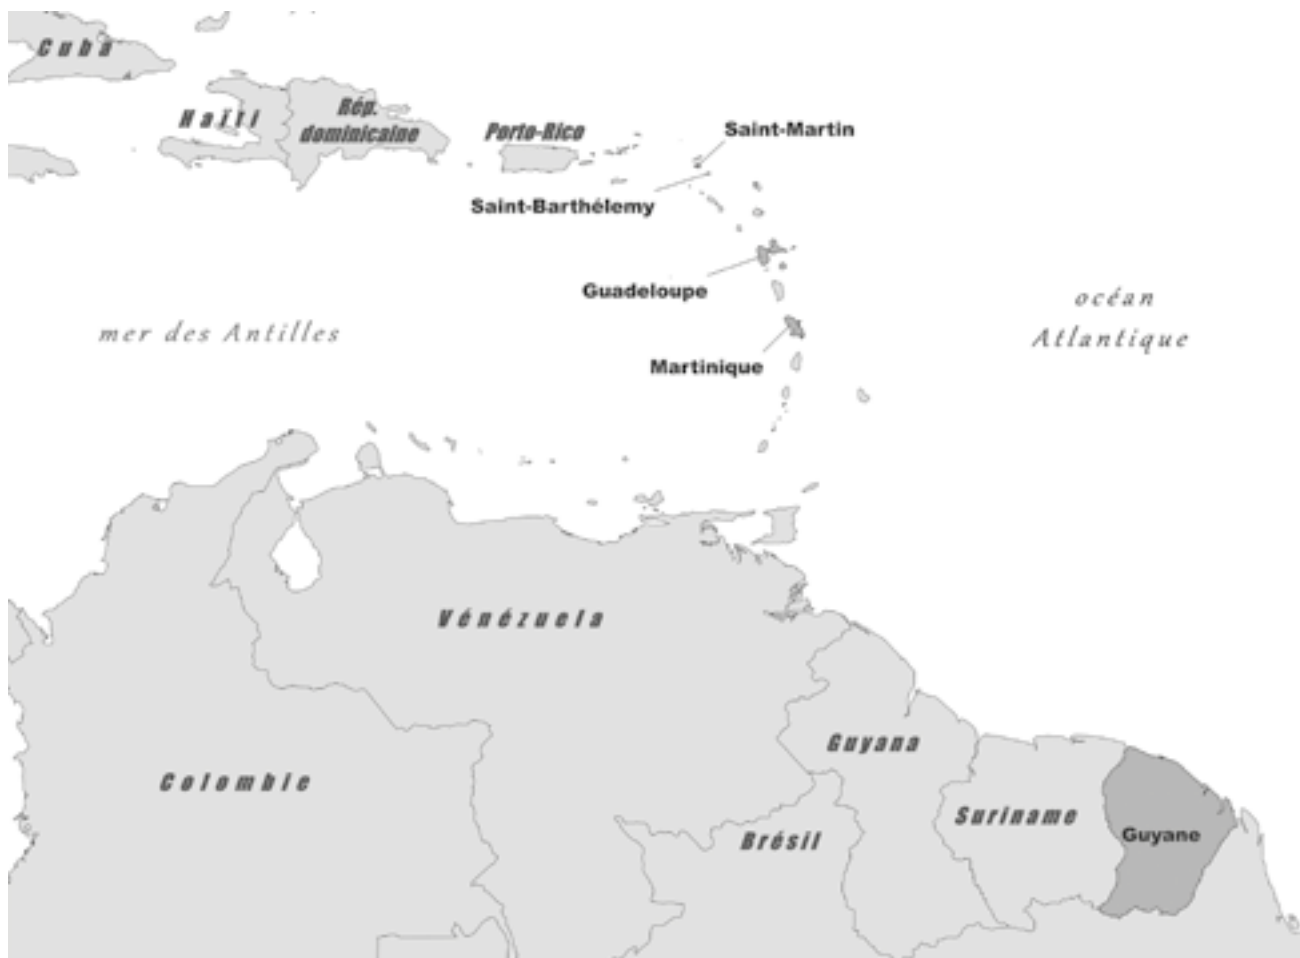 Cuba
Haïti
Rép.
dominicaine
Porto-Rico
Saint-Martin
Saint-Barthélemy
Guadeloupe
océan
Atlantique
mer des Antilles
Martinique
Vénézuela
Guyana
Colombie
Suriname
Brésil
Guyane